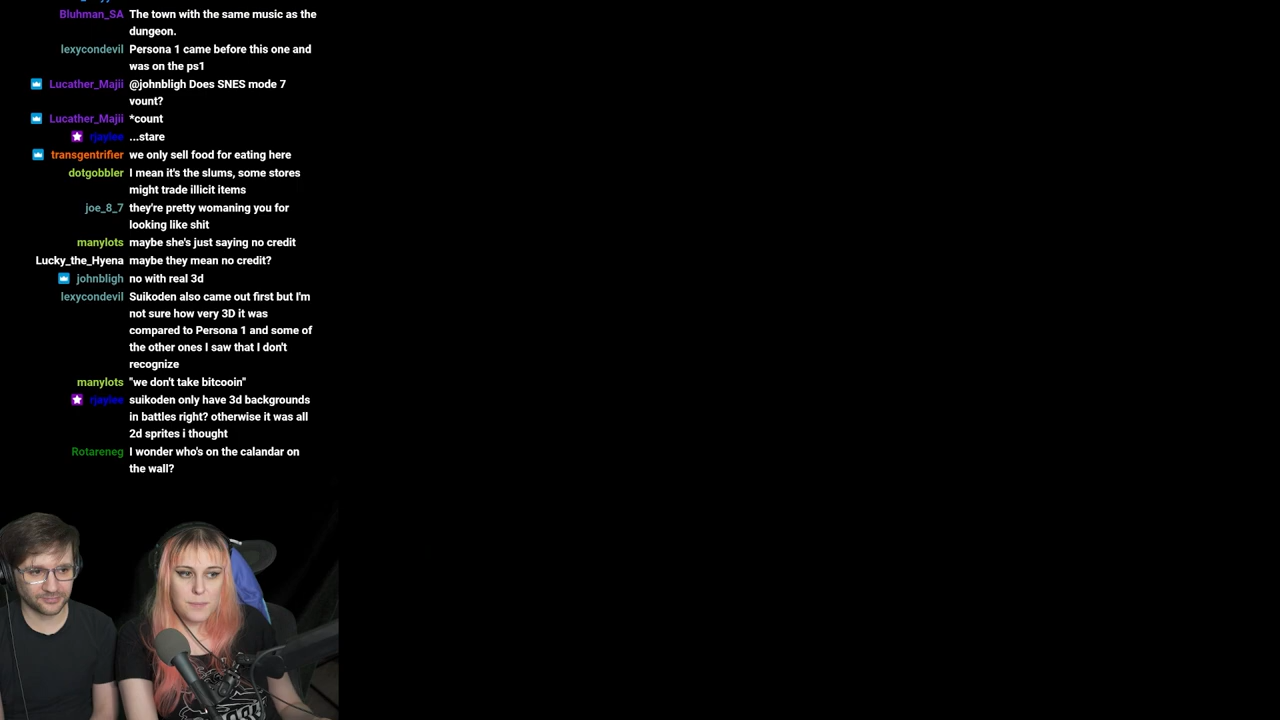 Bluhman_SA The town with the same music as the
dungeon.
lexycondevil Persona 1 came before this one and
was on the ps1
Lucather_Majii @johnbligh Does SNES mode 7
vount?
Lucather_Majii *count
rjaylee ...stare
transgentrifier we only sell food for eating here
dotgobbler I mean it's the slums, some stores
might trade illicit items
joe_8_7 they're pretty womaning you for
looking like shit
manylots maybe she's just saying no credit
Lucky_the_Hyena maybe they mean no credit?
johnbligh no with real 3d
lexycondevil Suikoden also came out first but I'm
not sure how very 3D it was
compared to Persona 1 and some of
the other ones I saw that I don't
recognize
manylots "we don't take bitcooin"
rjaylee suikoden only have 3d backgrounds
in battles right? otherwise it was all
2d sprites i thought
Rotareneg I wonder who's on the calandar on
the wall?